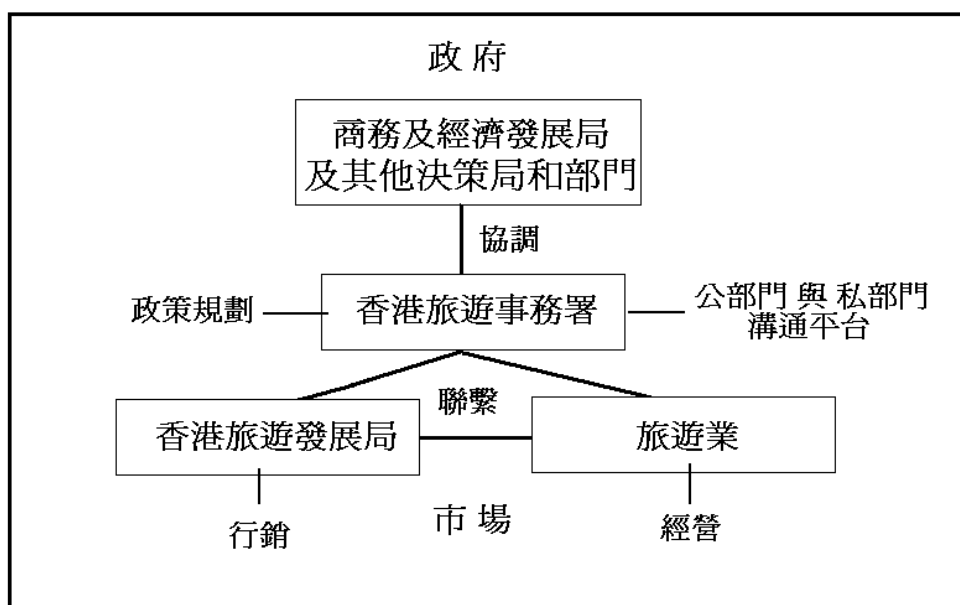 政府
商務及經濟發展局
及其他決策局和部門
協調
政策規劃
香港旅遊事務署
公部門 與 私部門
溝通平台
聯繫
香港旅遊發展局
旅遊業
行銷
市場
經營